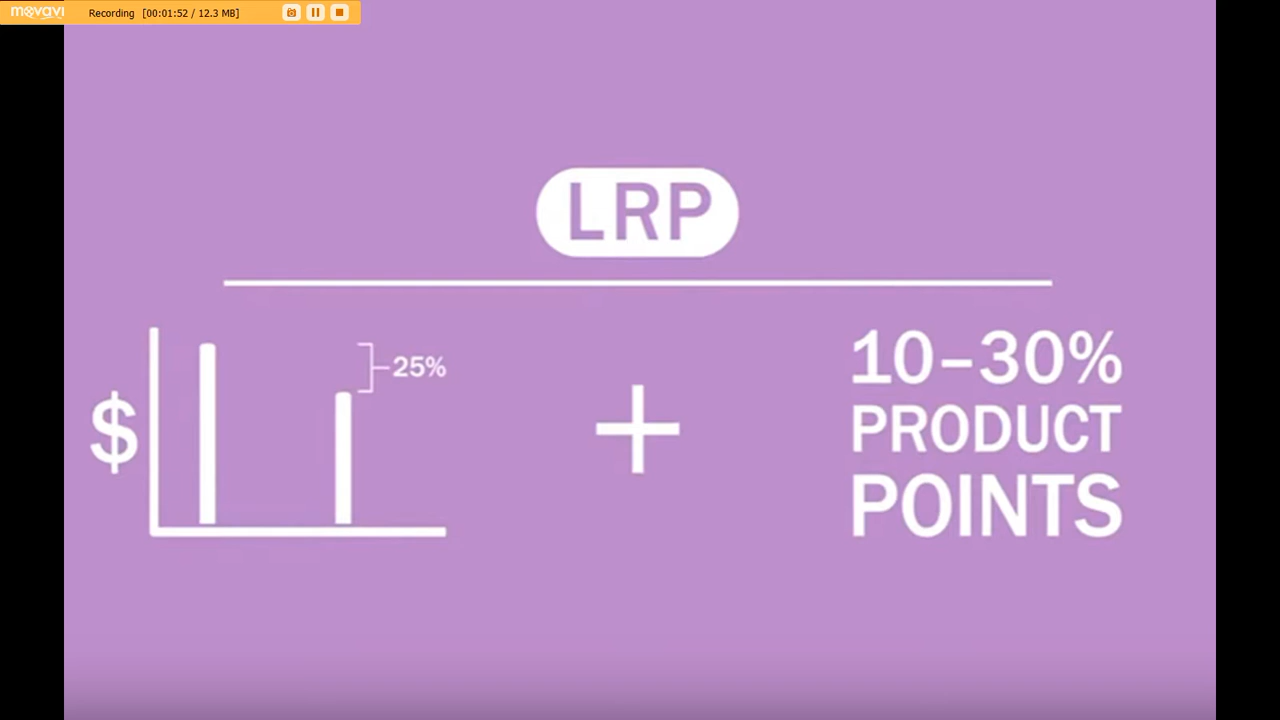 movavi
Recording [00:01:52 / 12.3 MB]
LRP
$
25%
+
10–30%
PRODUCT
POINTS